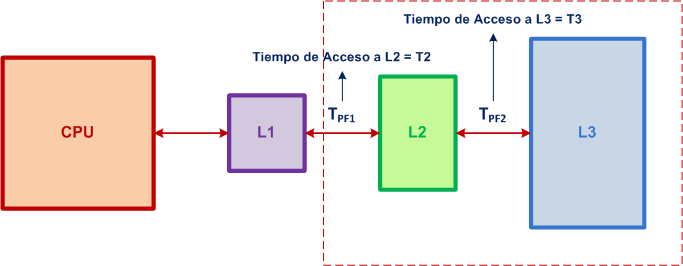 Tiempo de Acceso a L3 = T3
Tiempo de Acceso a L2 = T2
CPU
L1
TPF1
L2
TPF2
L3